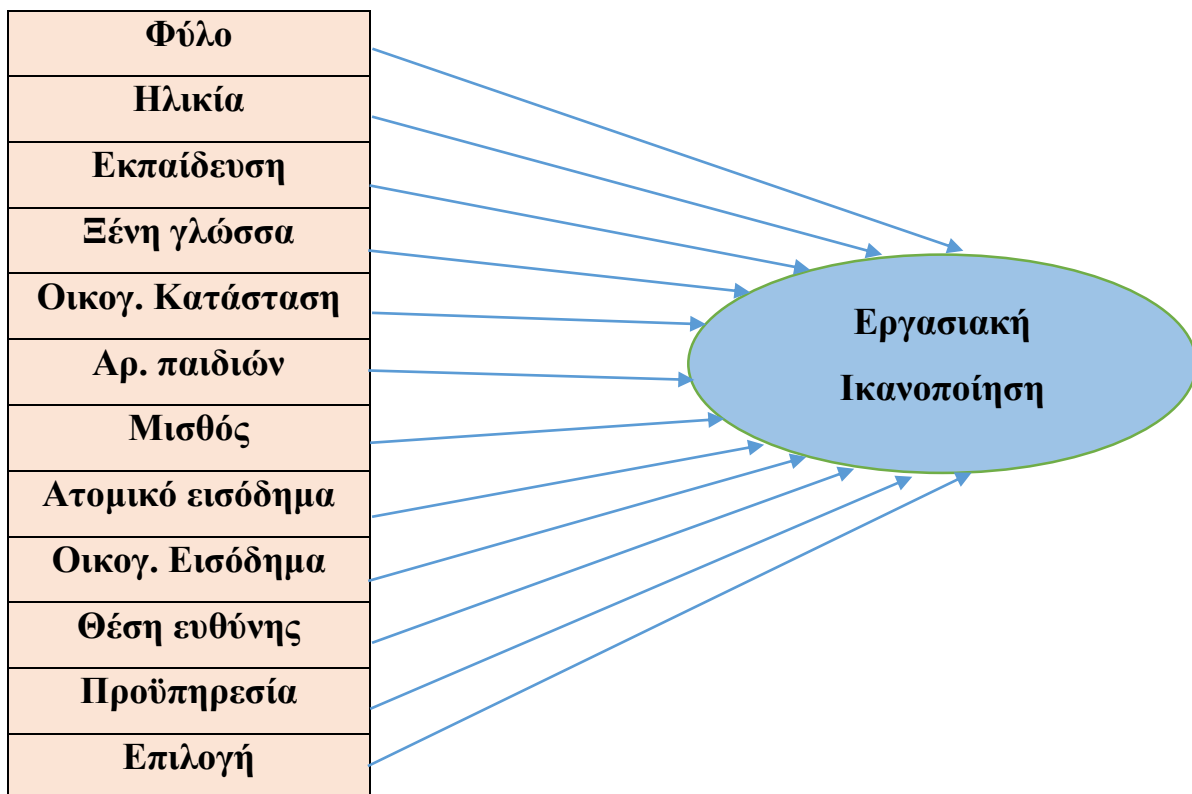 Φύλο
Ηλικία
Εκπαίδευση
Ξένη γλώσσα
Οικογ. Κατάσταση
Αρ. παιδιών
Μισθός
Ατομικό εισόδημα
Οικογ. Εισόδημα
Θέση ευθύνης
Προϋπηρεσία
Επιλογή
Εργασιακή
Ικανοποίηση